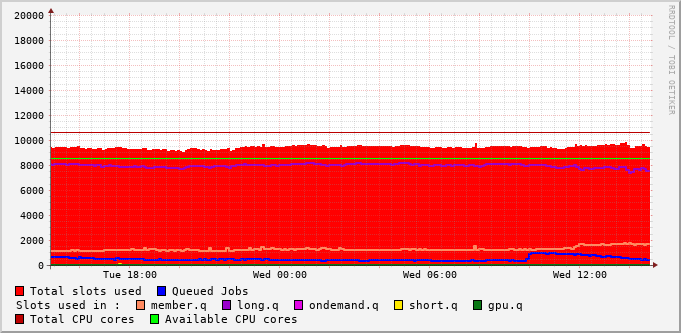 RRDTOOL / TOBI OETIKER
20000
18000
16000
14000
12000
10000
8000
6000
4000
2000
0
Tue 18:00 Wed 00:00 Wed 06:00 Wed 12:00
Total slots used Queued Jobs
Slots used in : member.q long.q ondemand.q short.q gpu.q
Total CPU cores Available CPU cores